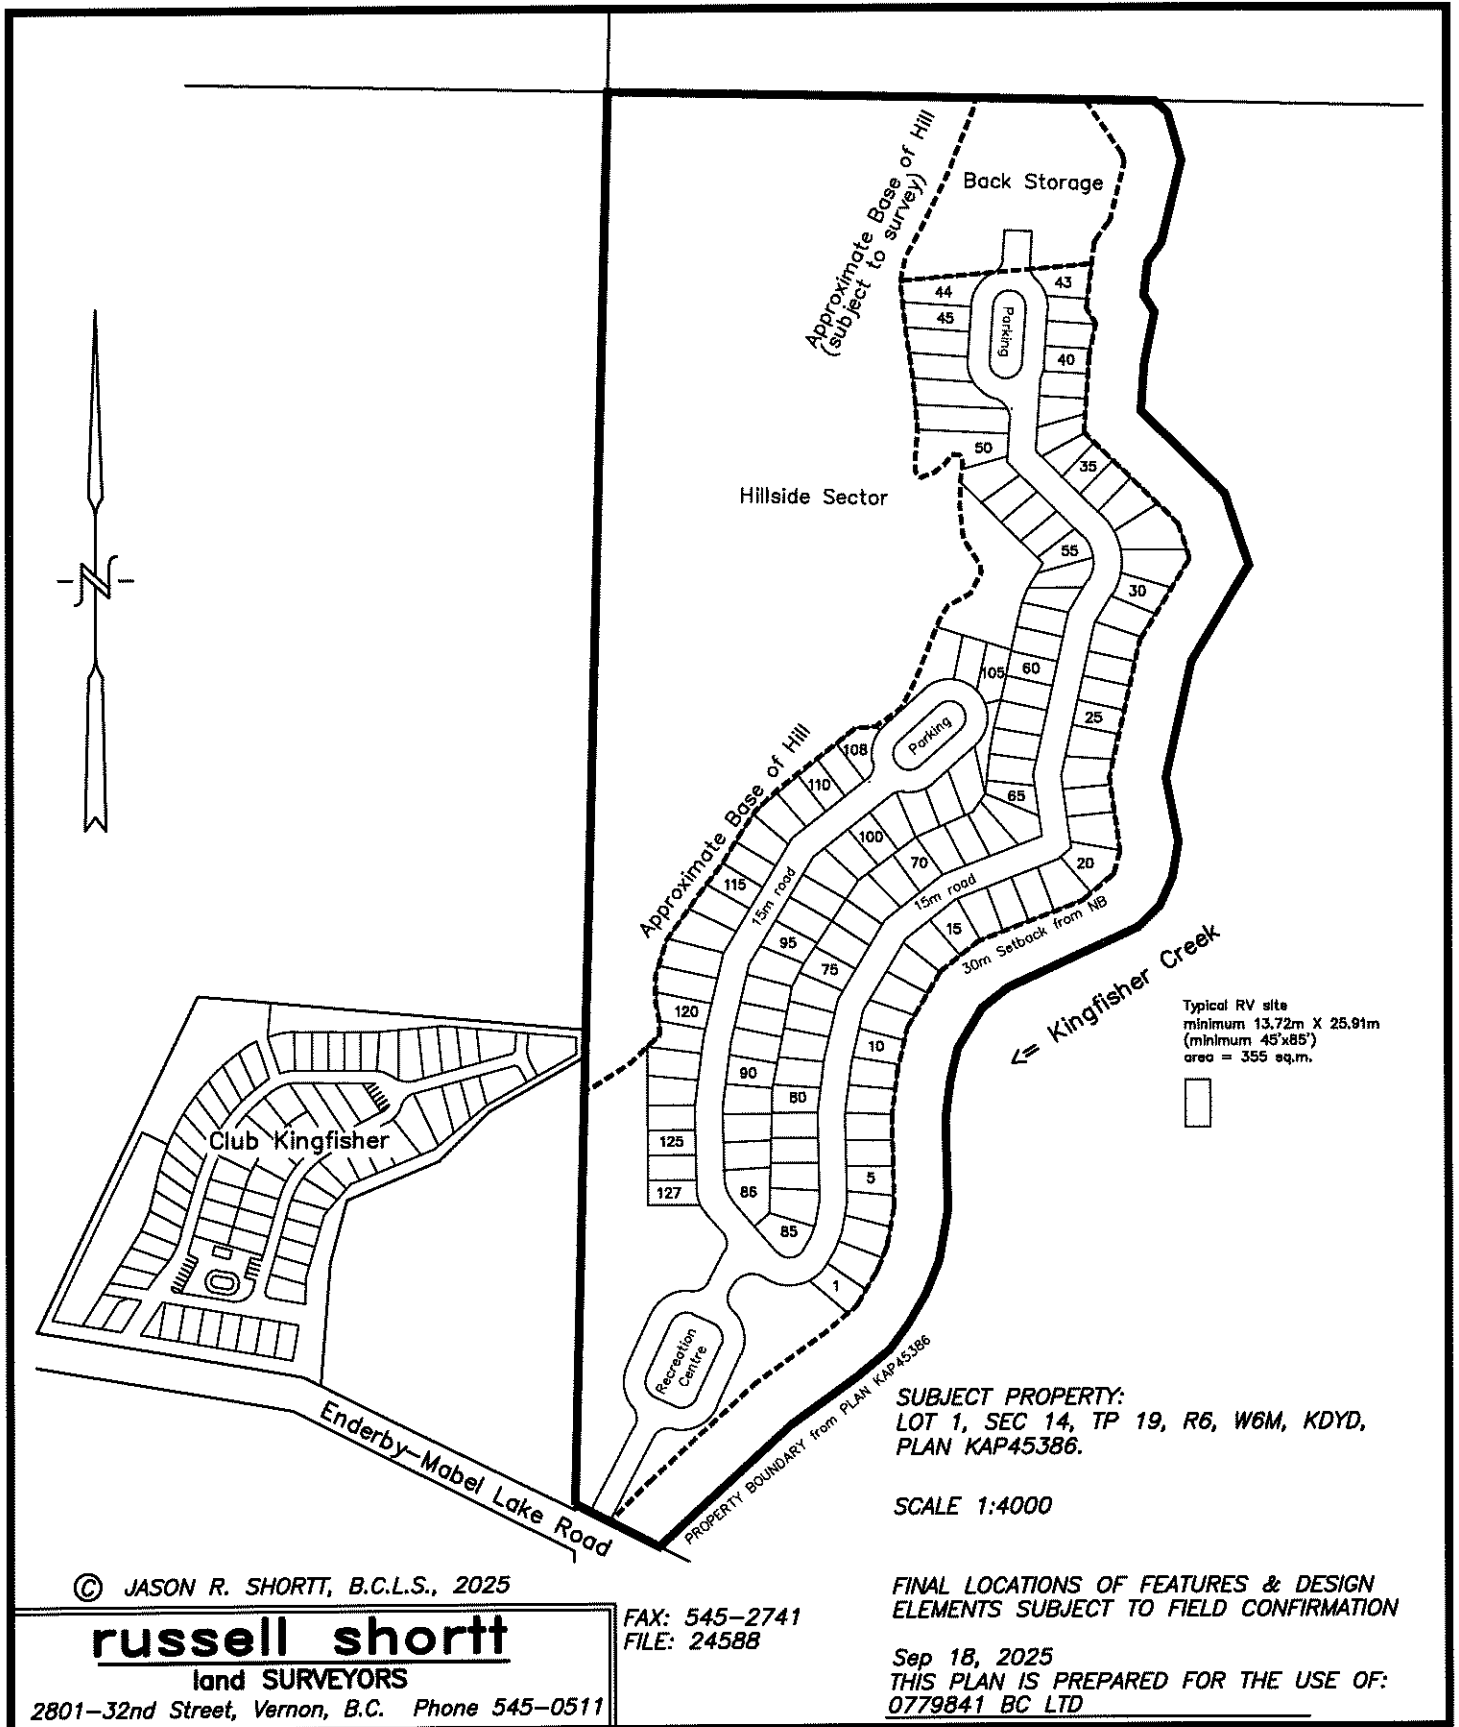 Approximate Base of Hill
(subject to survey)
Back Storage
44
43
45
Parking
40
50
35
Hillside Sector
55
30
105
60
25
Parking
108
110
65
Approximate Base of Hill
100
70
20
115
15m road
15m road
15
95
75
30m Setback from NB
<= Kingfisher Creek
120
10
Typical RV site
minimum 13.72m X 25.91m
(minimum 45'x85')
area = 355 sq.m.
90
80
N
Club Kingfisher
125
5
127
86
85
1
Recreation
Centre
PROPERTY BOUNDARY from PLAN KAP45386
Enderby-Mabel Lake Road
SUBJECT PROPERTY:
LOT 1, SEC 14, TP 19, R6, W6M, KDYD,
PLAN KAP45386.
SCALE 1:4000
© JASON R. SHORTT, B.C.L.S., 2025
russell shortt
land SURVEYORS
2801-32nd Street, Vernon, B.C. Phone 545-0511
FAX: 545-2741
FILE: 24588
FINAL LOCATIONS OF FEATURES & DESIGN
ELEMENTS SUBJECT TO FIELD CONFIRMATION
Sep 18, 2025
THIS PLAN IS PREPARED FOR THE USE OF:
0779841 BC LTD